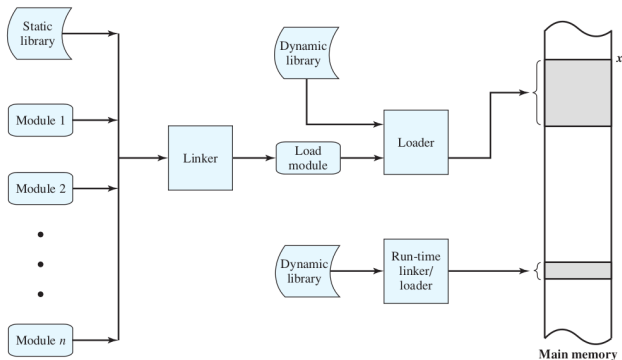 Static
library
Dynamic
library
x
Module 1
Linker
Load
module
Loader
Module 2
Dynamic
library
Run-time
linker/
loader
Module n
Main memory